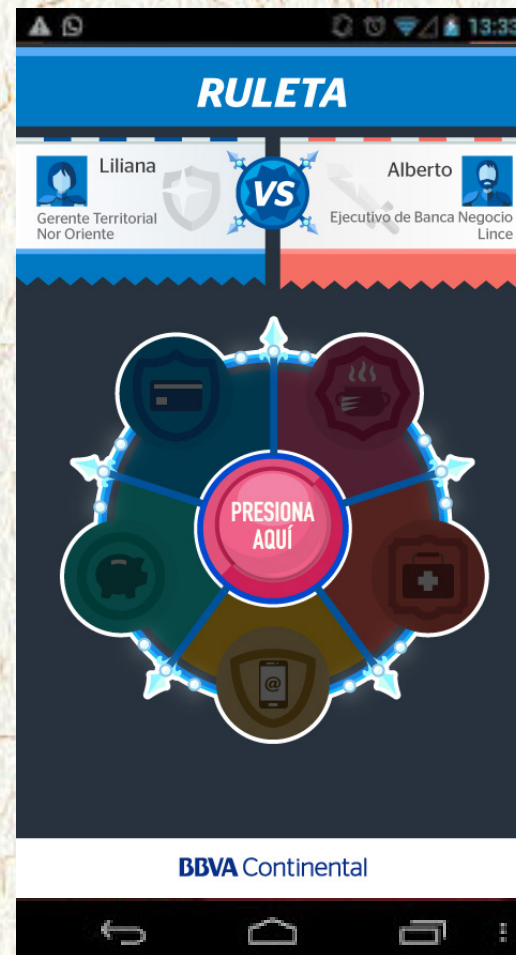 13:33
RULETA
Liliana
Gerente Territorial
Nor Oriente
VS
Alberto
Ejecutivo de Banca Negocio
Lince
PRESIONA
AQUÍ
@
BBVA Continental